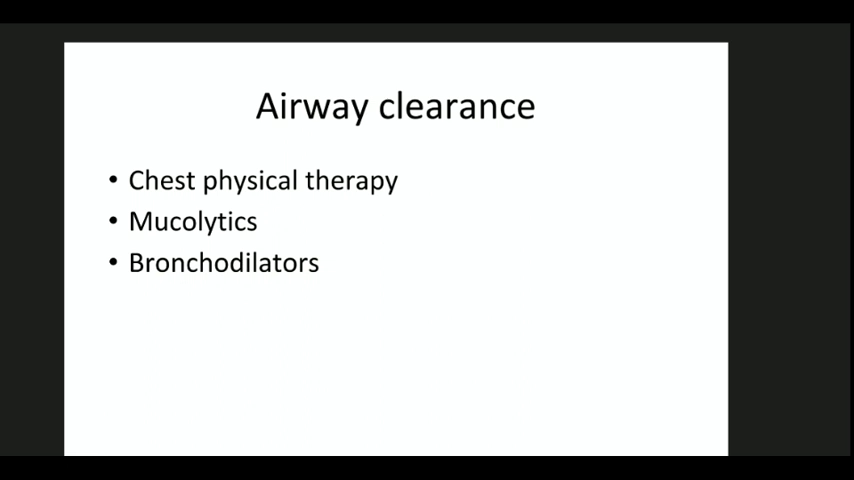 Airway clearance
• Chest physical therapy
• Mucolytics
• Bronchodilators